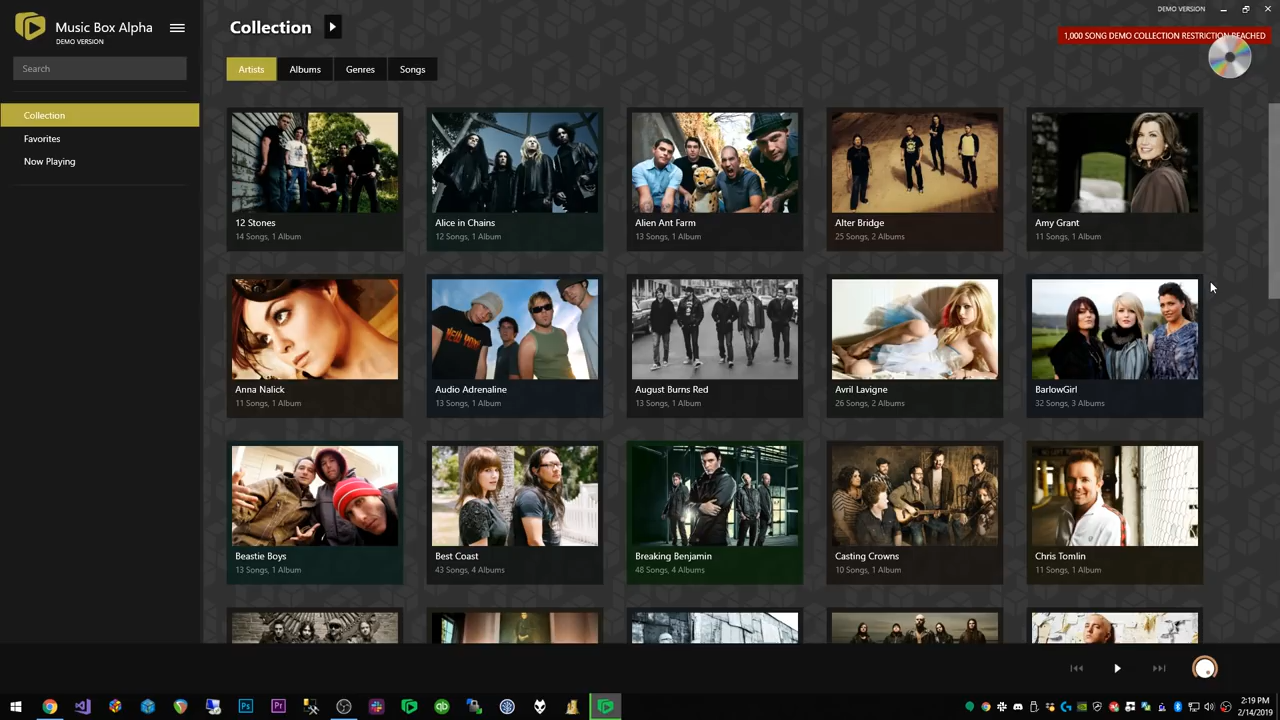 DEMO VERSION
Music Box Alpha
DEMO VERSION
Collection
1,000 SONG DEMO COLLECTION RESTRICTION REACHED
Search
Artists
Albums
Genres
Songs
Collection
Favorites
Now Playing
12 Stones
14 Songs, 1 Album
Alice in Chains
12 Songs, 1 Album
Alien Ant Farm
13 Songs, 1 Album
Alter Bridge
25 Songs, 2 Albums
Amy Grant
11 Songs, 1 Album
NEW YORK
Anna Nalick
11 Songs, 1 Album
Audio Adrenaline
13 Songs, 1 Album
August Burns Red
13 Songs, 1 Album
Avril Lavigne
26 Songs, 2 Albums
BarlowGirl
32 Songs, 3 Albums
Beastie Boys
13 Songs, 1 Album
Best Coast
43 Songs, 4 Albums
Breaking Benjamin
48 Songs, 4 Albums
Casting Crowns
10 Songs, 1 Album
Chris Tomlin
11 Songs, 1 Album
Ps
Pr
qb
2:19 PM
2/14/2019